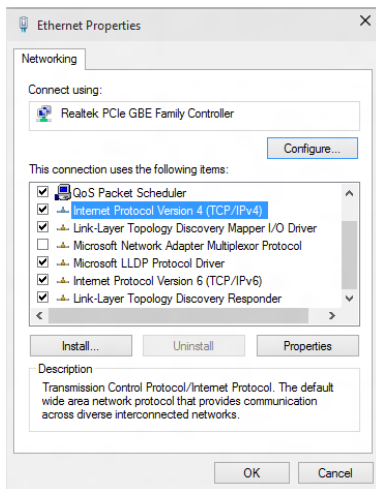 Ethernet Properties
Networking
Connect using:
Realtek PCIe GBE Family Controller
Configure...
This connection uses the following items:
QoS Packet Scheduler
Internet Protocol Version 4 (TCP/IPv4)
Link-Layer Topology Discovery Mapper I/O Driver
Microsoft Network Adapter Multiplexor Protocol
Microsoft LLDP Protocol Driver
Internet Protocol Version 6 (TCP/IPv6)
Link-Layer Topology Discovery Responder
Install... Uninstall Properties
Description
Transmission Control Protocol/Internet Protocol. The default
wide area network protocol that provides communication
across diverse interconnected networks.
OK Cancel